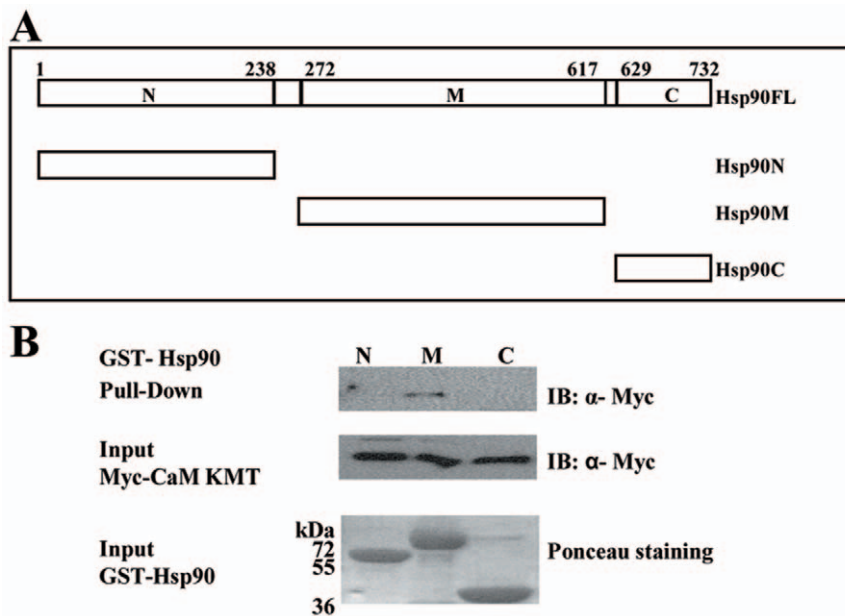 A
1 238 272 617 629 732
N M C Hsp90FL
Hsp90N
Hsp90M
Hsp90C
B
GST- Hsp90 N M C
Pull-Down IB: α- Myc
Input
Myc-CaM KMT IB: α- Myc
kDa
72
55
36
Input
GST-Hsp90
Ponceau staining